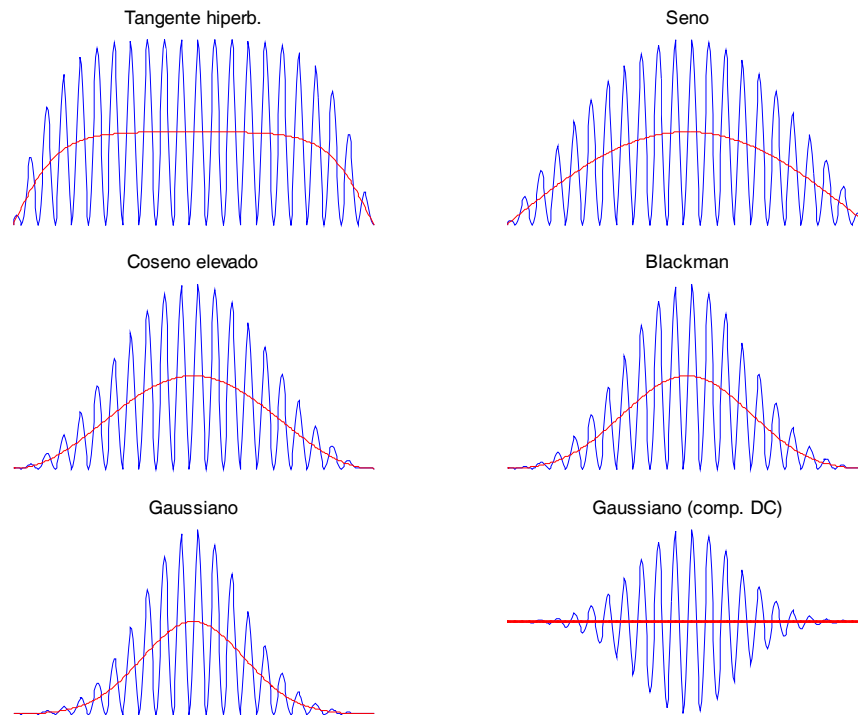 Tangente hiperb.
Seno
Coseno elevado
Blackman
Gaussiano
Gaussiano (comp. DC)